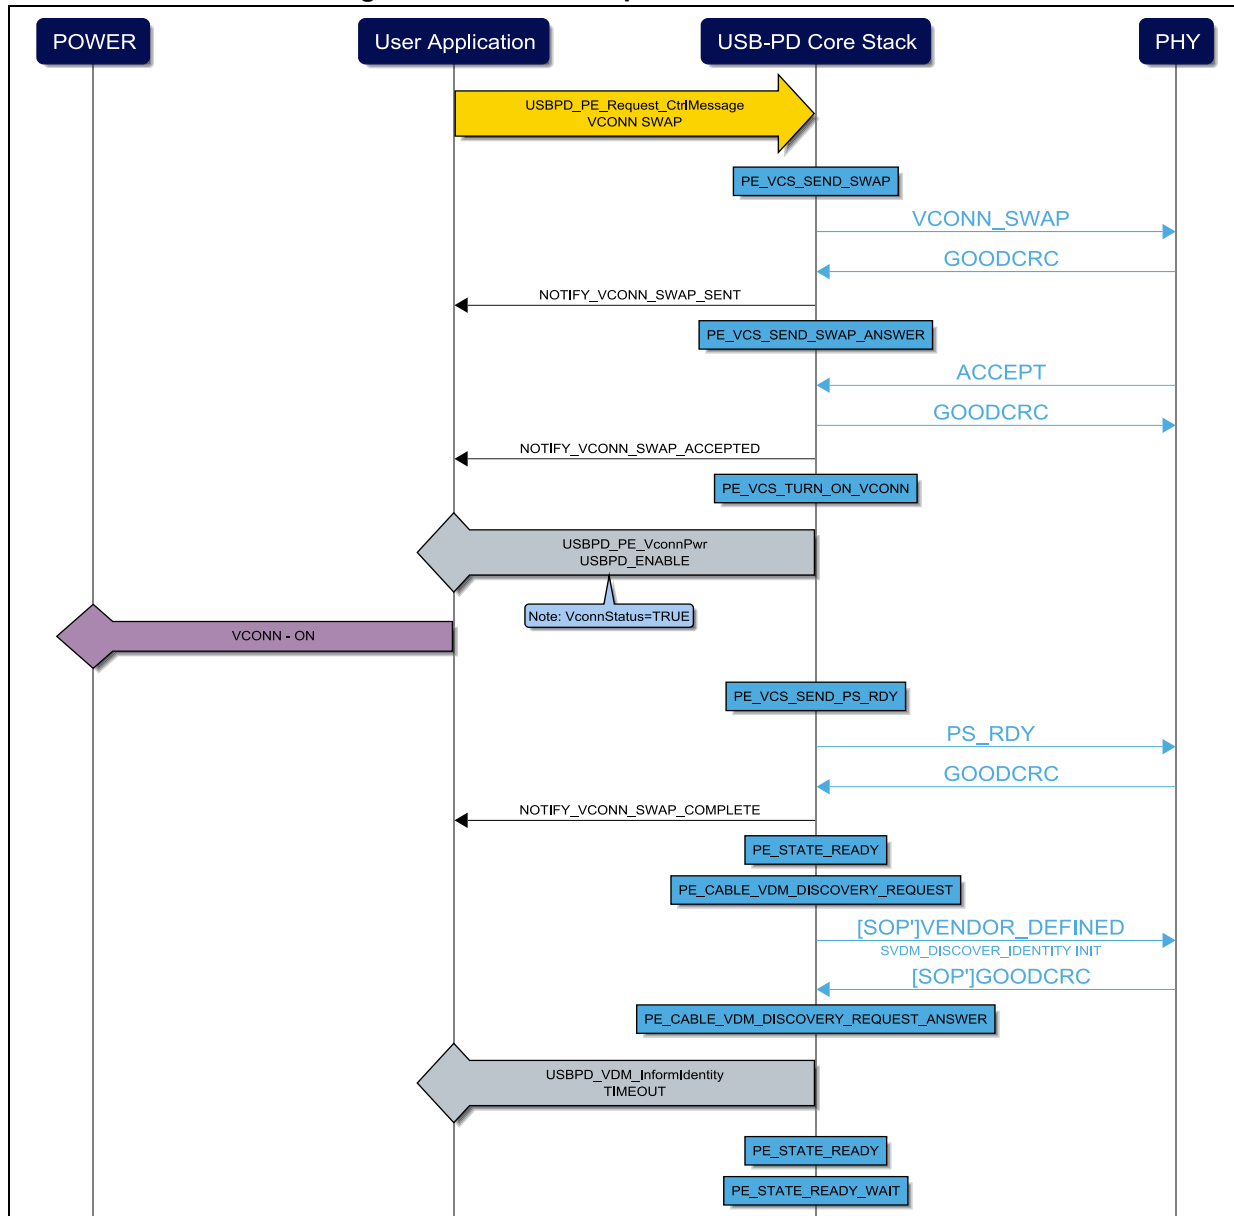 POWER
User Application
USB-PD Core Stack
PHY
USBPD_PE_Request_CtrlMessage
VCONN SWAP
PE_VCS_SEND_SWAP
VCONN_SWAP
GOODCRC
NOTIFY_VCONN_SWAP_SENT
PE_VCS_SEND_SWAP_ANSWER
ACCEPT
GOODCRC
NOTIFY_VCONN_SWAP_ACCEPTED
PE_VCS_TURN_ON_VCONN
USBPD_PE_VconnPwr
USBPD_ENABLE
Note: VconnStatus=TRUE
VCONN - ON
PE_VCS_SEND_PS_RDY
PS_RDY
GOODCRC
NOTIFY_VCONN_SWAP_COMPLETE
PE_STATE_READY
PE_CABLE_VDM_DISCOVERY_REQUEST
[SOP']VENDOR_DEFINED
SVDM_DISCOVER_IDENTITY INIT
[SOP']GOODCRC
PE_CABLE_VDM_DISCOVERY_REQUEST_ANSWER
USBPD_VDM_InformIdentity
TIMEOUT
PE_STATE_READY
PE_STATE_READY_WAIT